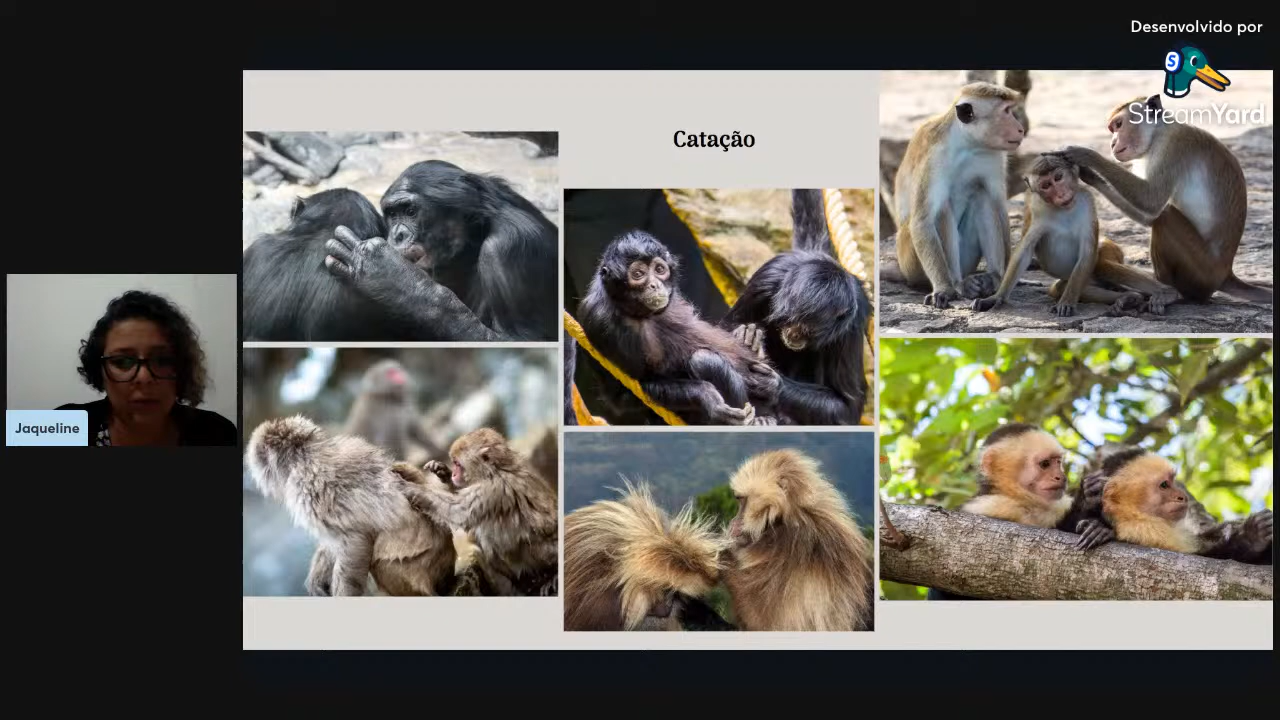 Desenvolvido por
S
StreamYard
Catação
Jaqueline